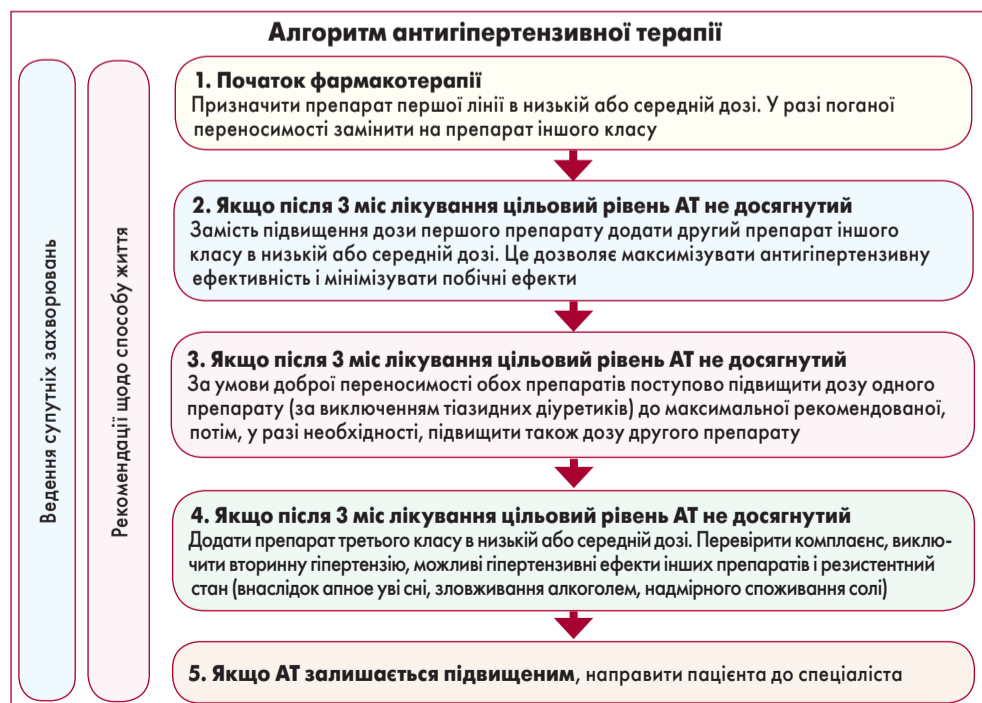 Алгоритм антигіпертензивної терапії
Ведення супутніх захворювань
Рекомендації щодо способу життя
1. Початок фармакотерапії
Призначити препарат першої лінії в низькій або середній дозі. У разі поганої
переносимості замінити на препарат іншого класу
2. Якщо після 3 міс лікування цільовий рівень АТ не досягнутий
Замість підвищення дози першого препарату додати другий препарат іншого
класу в низькій або середній дозі. Це дозволяє максимізувати антигіпертензивну
ефективність і мінімізувати побічні ефекти
3. Якщо після 3 міс лікування цільовий рівень АТ не досягнутий
За умови доброї переносимості обох препаратів поступово підвищити дозу одного
препарату (за виключенням тіазидних діуретиків) до максимальної рекомендованої,
потім, у разі необхідності, підвищити також дозу другого препарату
4. Якщо після 3 міс лікування цільовий рівень АТ не досягнутий
Додати препарат третього класу в низькій або середній дозі. Перевірити комплаєнс, виклю-
чити вторинну гіпертензію, можливі гіпертензивні ефекти інших препаратів і резистентний
стан (внаслідок апное уві сні, зловживання алкоголем, надмірного споживання солі)
5. Якщо АТ залишається підвищеним, направити пацієнта до спеціаліста